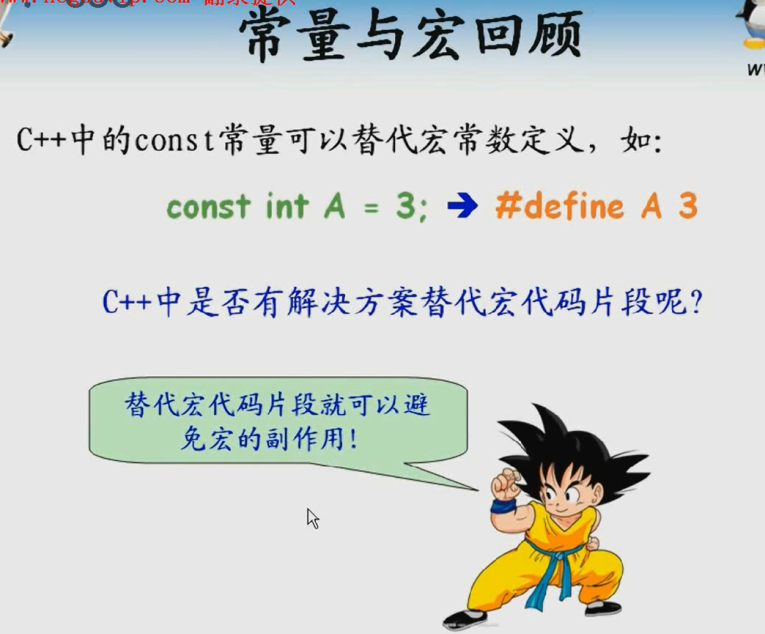 常量与宏回顾
C++中的const常量可以替代宏常数定义，如：
const int A = 3; ➔ #define A 3
C++中是否有解决方案替代宏代码片段呢？
替代宏代码片段就可以避
免宏的副作用！